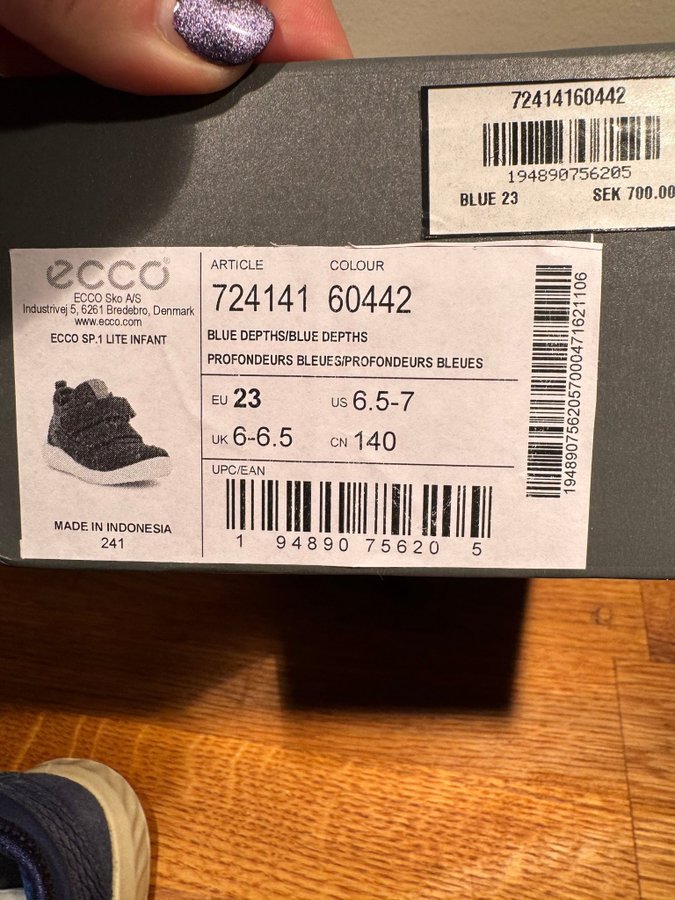 72414160442
194890756205
BLUE 23 SEK 700.00
ecco
ECCO Sko A/S
Industrivej 5, 6261 Bredebro, Denmark
www.ecco.com
ECCO SP.1 LITE INFANT
MADE IN INDONESIA
241
ARTICLE COLOUR
724141 60442
BLUE DEPTHS/BLUE DEPTHS
PROFONDEURS BLEUES/PROFONDEURS BLEUES
EU 23 US 6.5-7
UK 6-6.5 CN 140
UPC/EAN
1 94890 75620 5
1948907562057000471621106